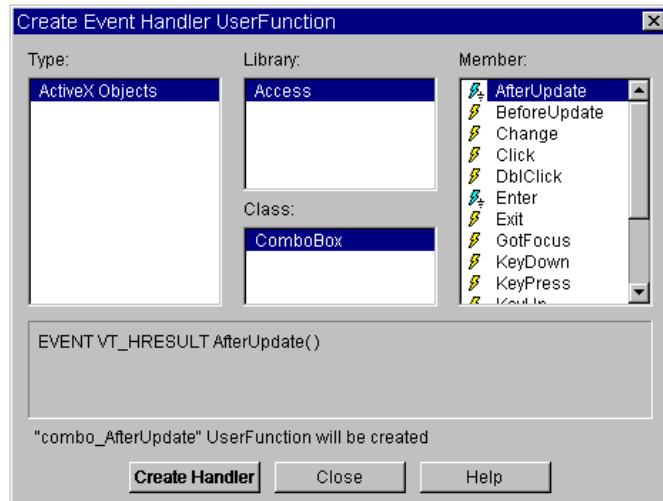 Create Event Handler UserFunction
Type:
Library:
Member:
ActiveX Objects
Access
Class:
ComboBox
AfterUpdate
BeforeUpdate
Change
Click
DblClick
Enter
Exit
GotFocus
KeyDown
KeyPress
KeyUp
EVENT VT_HRESULT AfterUpdate()
"combo_AfterUpdate" UserFunction will be created
Create Handler
Close
Help